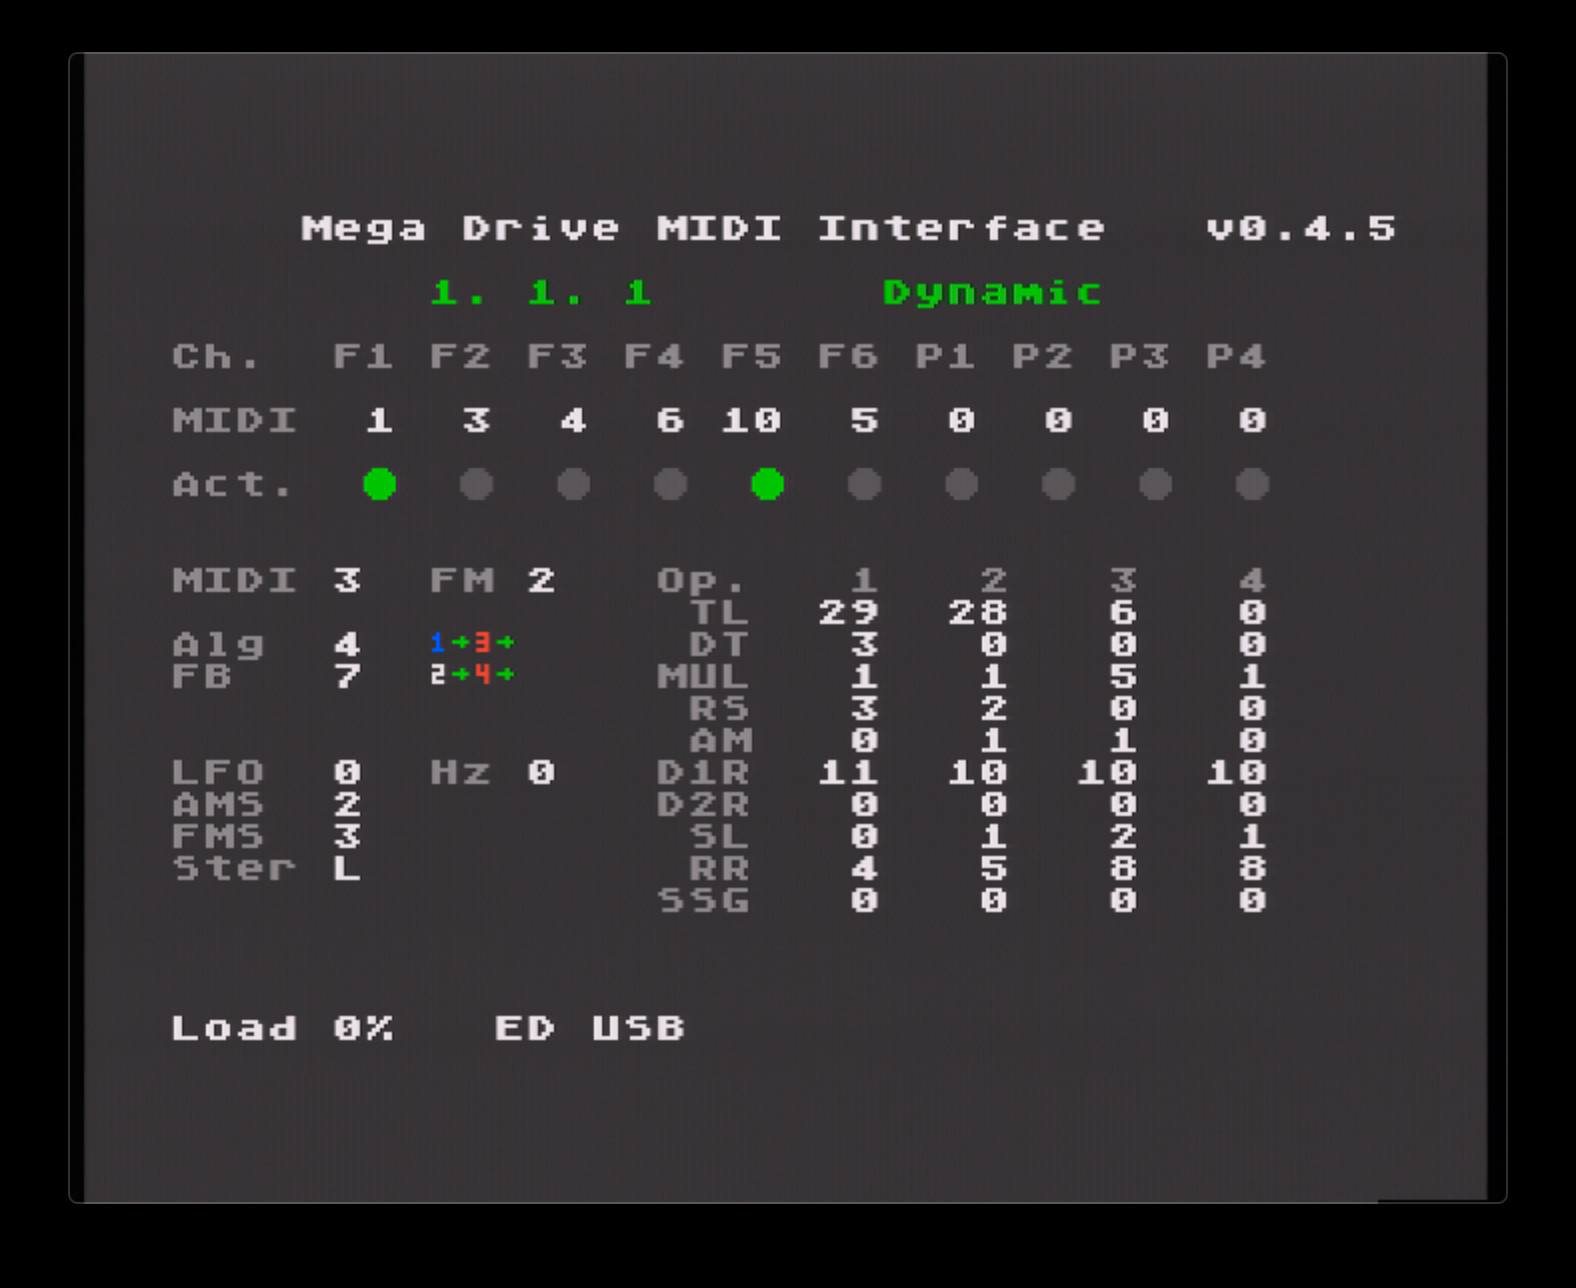 Mega Drive MIDI Interface v0.4.5
1. 1. 1 Dynamic
Ch. F1 F2 F3 F4 F5 F6 P1 P2 P3 P4
MIDI 1 3 4 6 10 5 0 0 0 0
Act.
MIDI 3 FM 2 Op. 1 2 3 4
TL 29 28 6 0
Alg 4 1→3→ DT 3 0 0 0
FB 7 2→4→ MUL 1 1 5 1
RS 3 2 0 0
AM 0 1 1 0
LFO 0 Hz 0 D1R 11 10 10 10
AMS 2 D2R 0 0 0 0
FMS 3 SL 0 1 2 1
Ster L RR 4 5 8 8
SSG 0 0 0 0
Load 0% ED USB